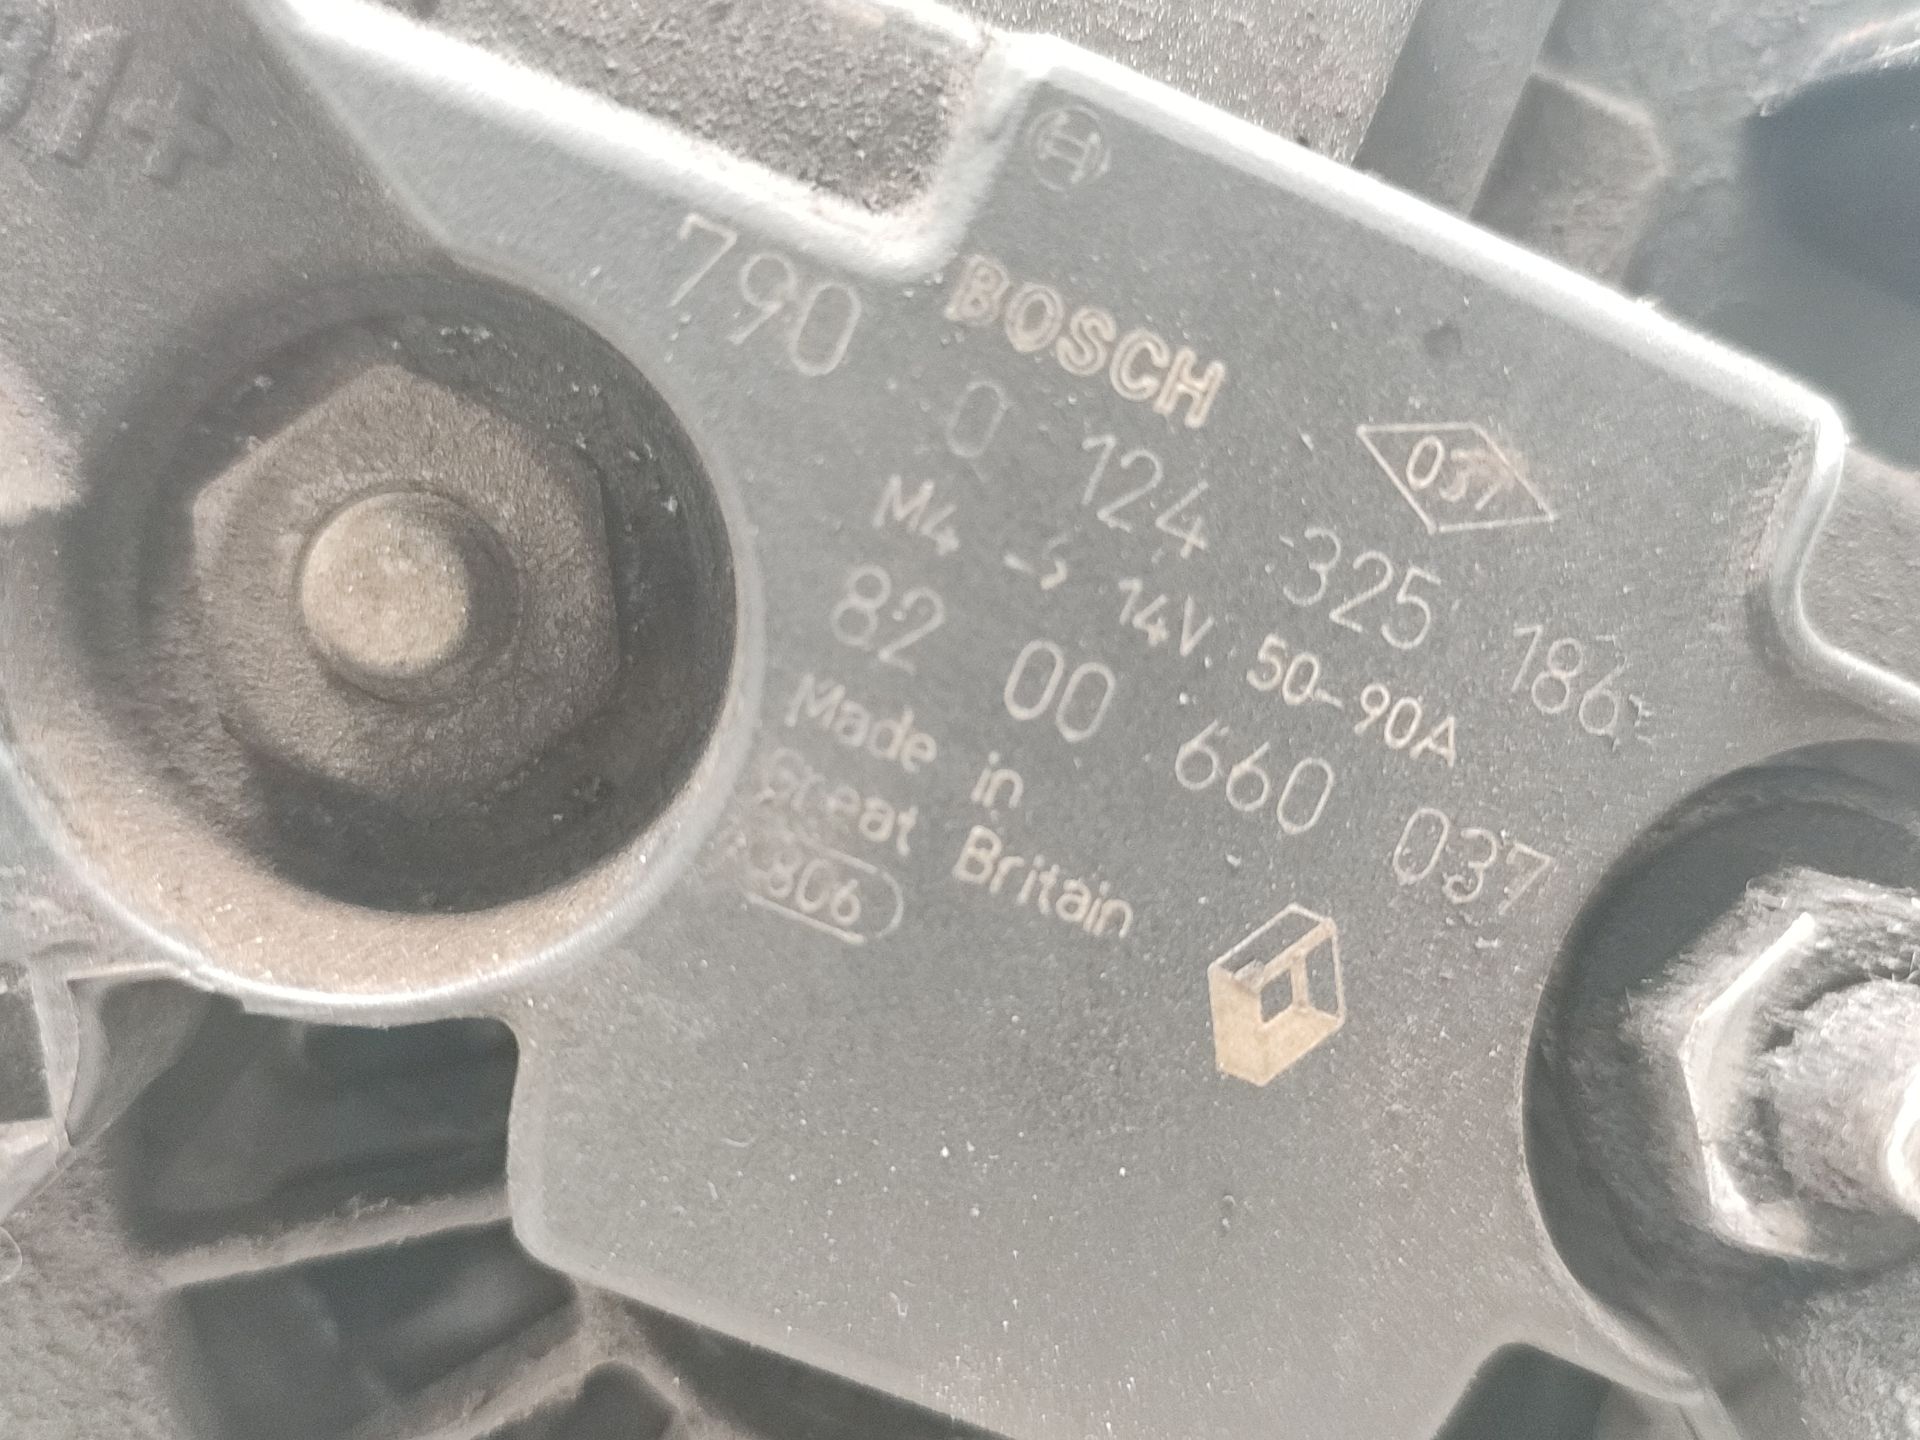 790
BOSCH
0 124 325 186
031
M4 14V 50-90A
82 00 660 037
Made in
Great Britain
806